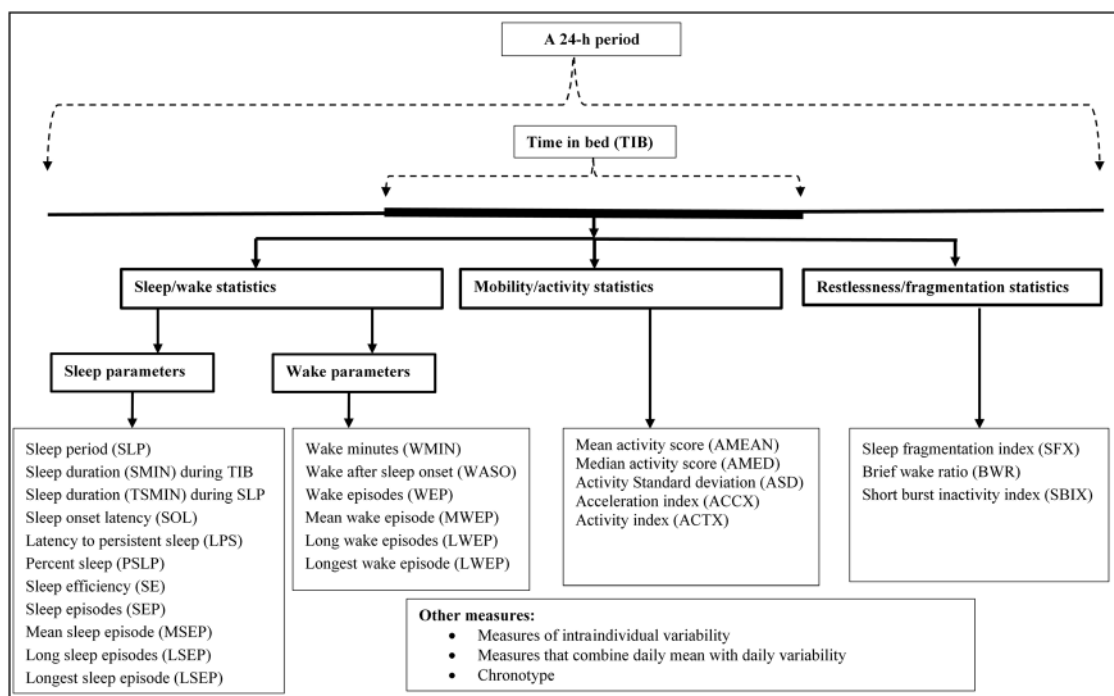 A 24-h period
Time in bed (TIB)
Sleep/wake statistics
Mobility/activity statistics
Restlessness/fragmentation statistics
Sleep parameters
Wake parameters
Sleep period (SLP)
Sleep duration (SMIN) during TIB
Sleep duration (TSMIN) during SLP
Sleep onset latency (SOL)
Latency to persistent sleep (LPS)
Percent sleep (PSLP)
Sleep efficiency (SE)
Sleep episodes (SEP)
Mean sleep episode (MSEP)
Long sleep episodes (LSEP)
Longest sleep episode (LSEP)
Wake minutes (WMIN)
Wake after sleep onset (WASO)
Wake episodes (WEP)
Mean wake episode (MWEP)
Long wake episodes (LWEP)
Longest wake episode (LWEP)
Mean activity score (AMEAN)
Median activity score (AMED)
Activity Standard deviation (ASD)
Acceleration index (ACCX)
Activity index (ACTX)
Sleep fragmentation index (SFX)
Brief wake ratio (BWR)
Short burst inactivity index (SBIX)
Other measures:
• Measures of intraindividual variability
• Measures that combine daily mean with daily variability
• Chronotype